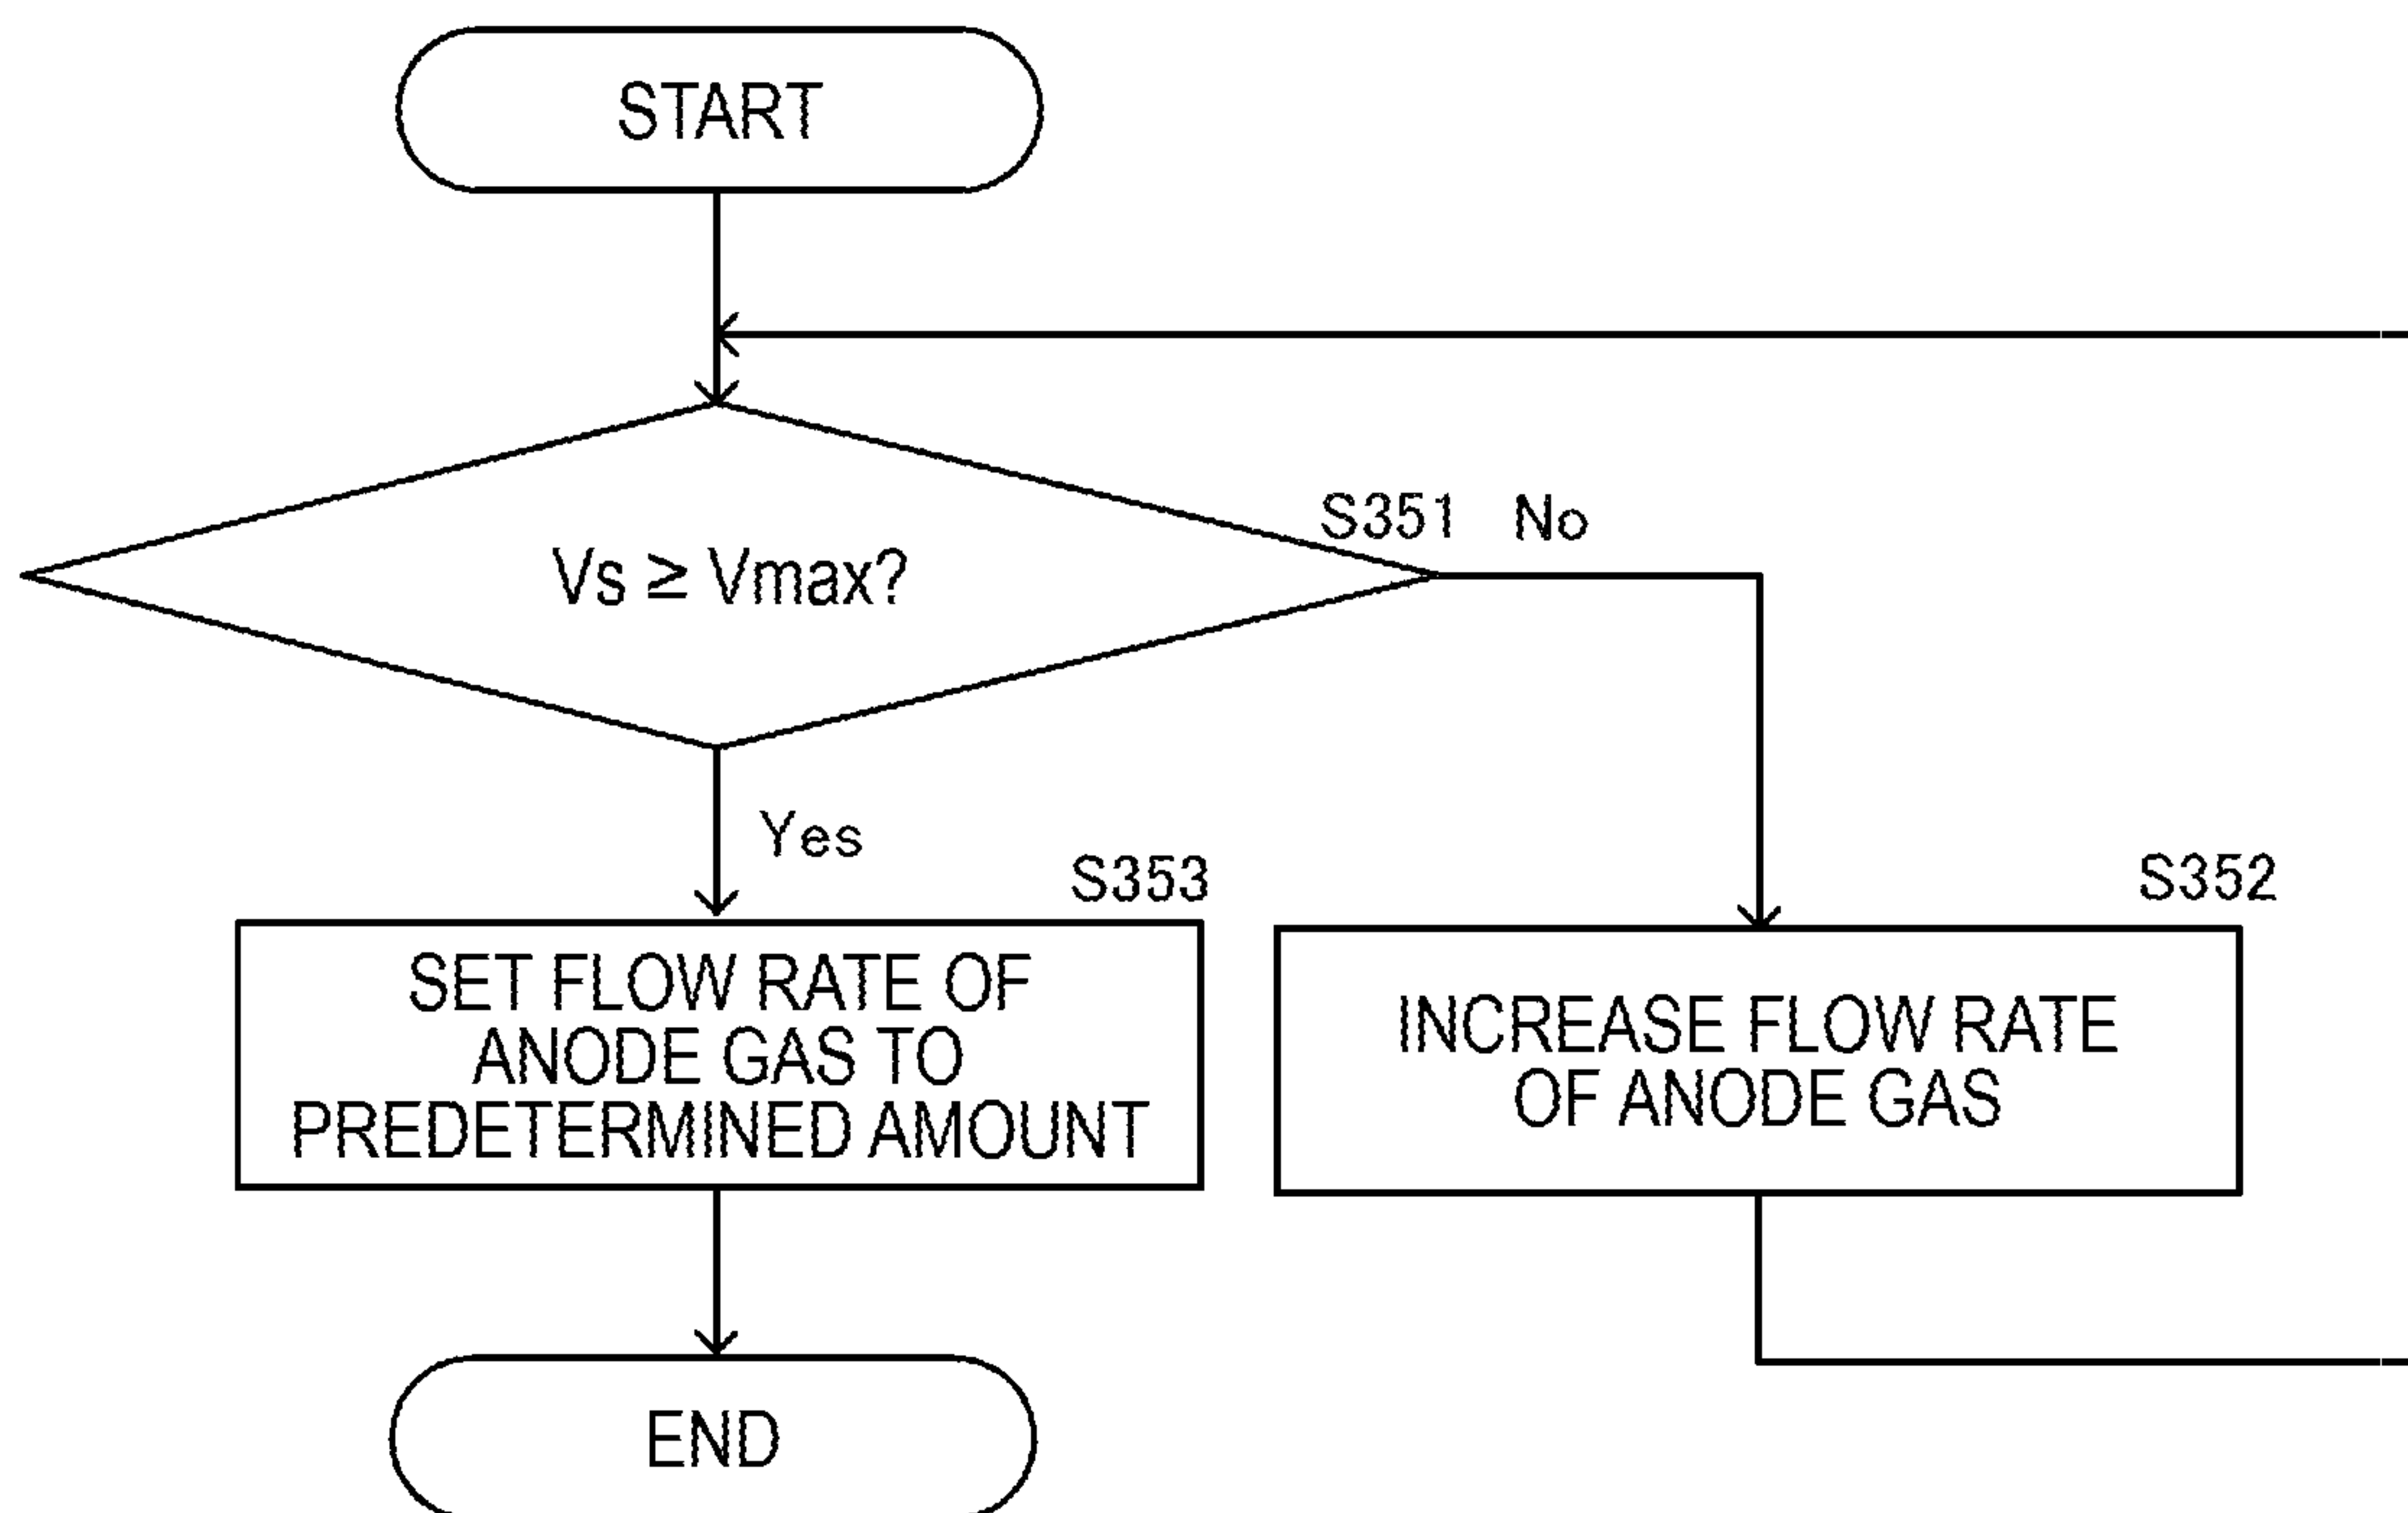 START
S351 No
Vs ≥ Vmax?
Yes
S353
S352
SET FLOW RATE OF
ANODE GAS TO
PREDETERMINED AMOUNT
INCREASE FLOW RATE
OF ANODE GAS
END